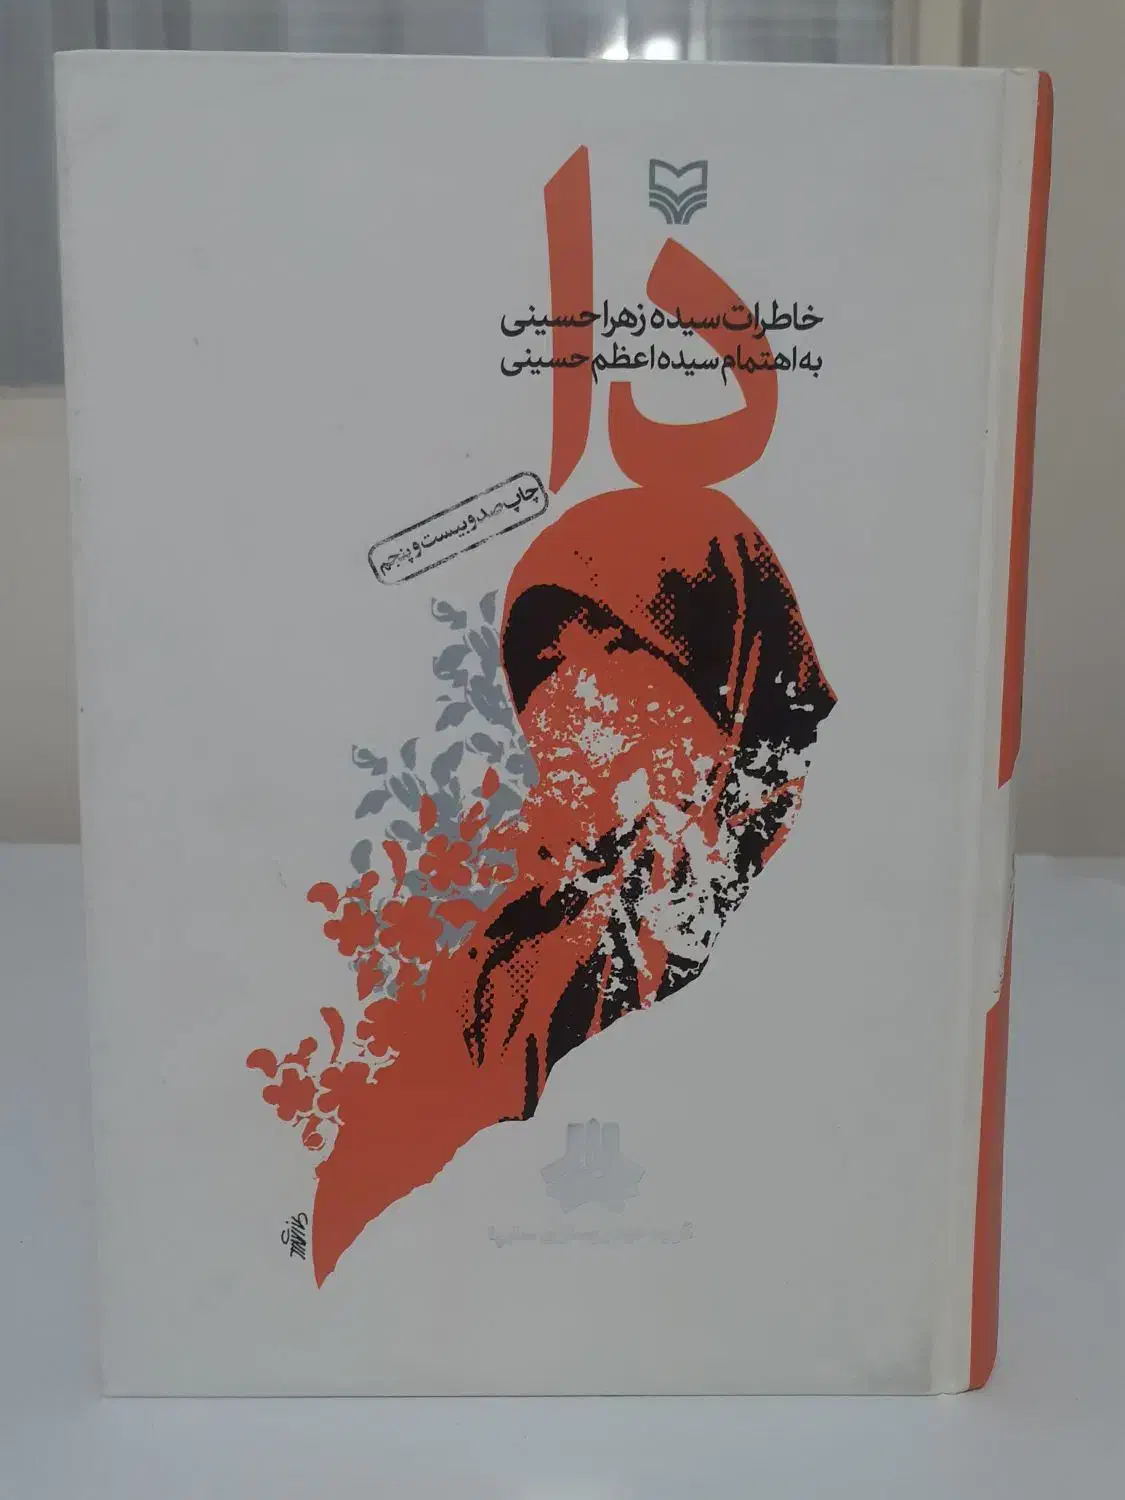 دا
خاطرات سیده زهرا حسینی
به اهتمام سیده اعظم حسینی
چاپ صد و بیست و پنجم